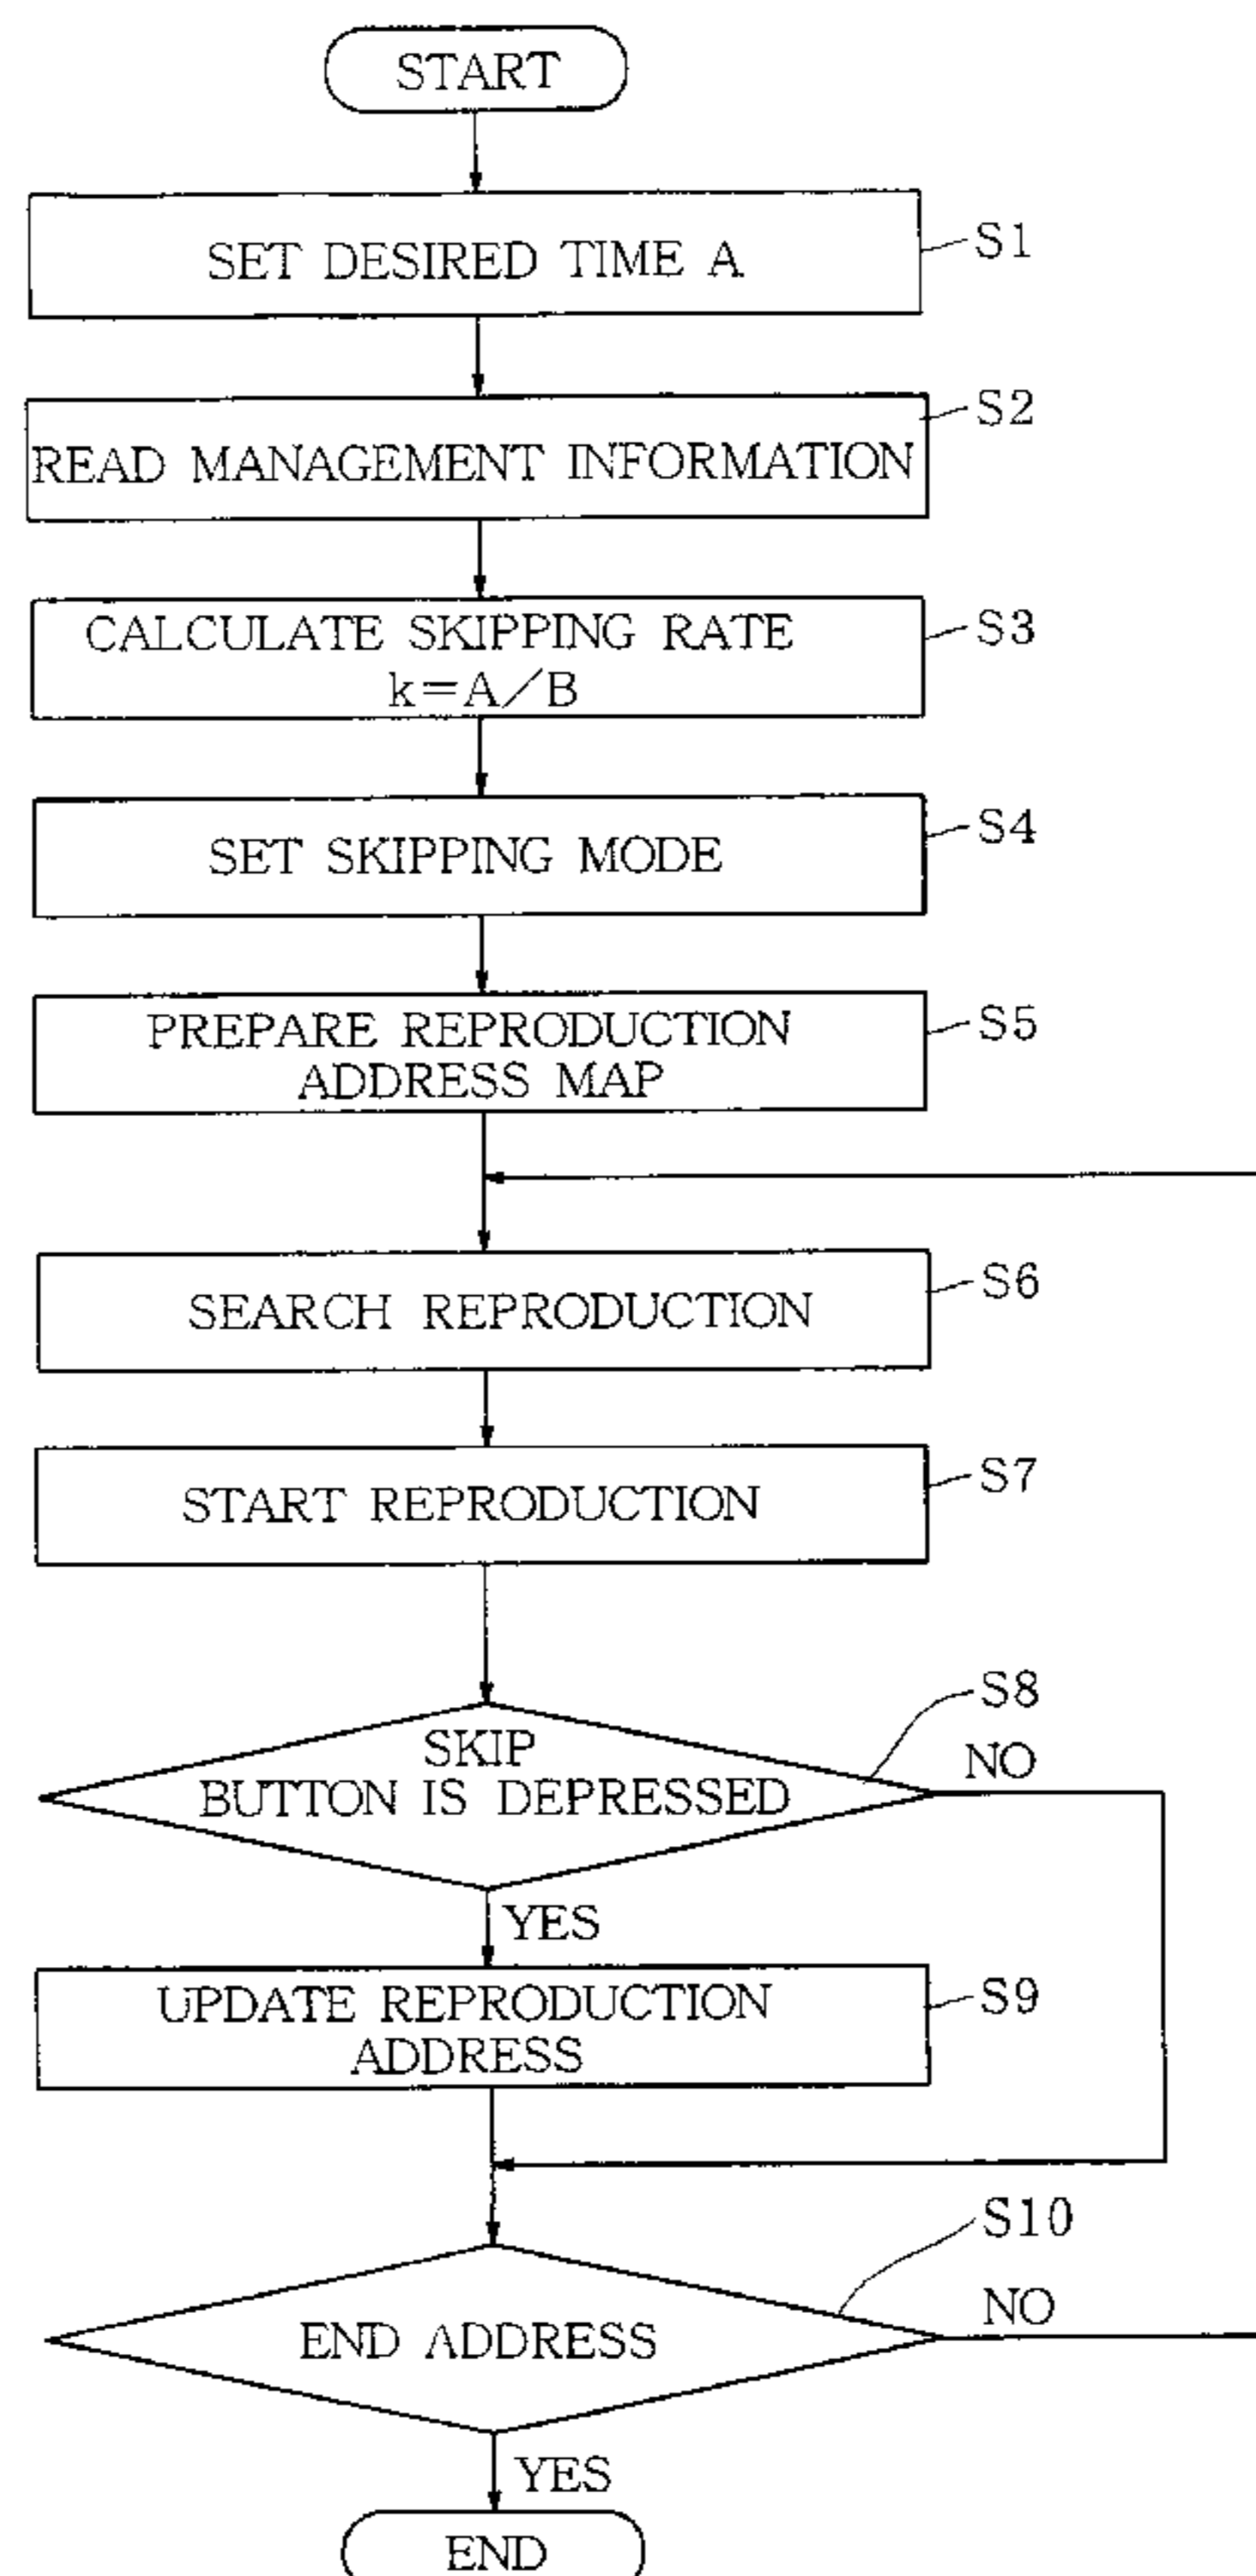 START
SET DESIRED TIME A
S1
READ MANAGEMENT INFORMATION
S2
CALCULATE SKIPPING RATE
k=A/B
S3
SET SKIPPING MODE
S4
PREPARE REPRODUCTION
ADDRESS MAP
S5
SEARCH REPRODUCTION
S6
START REPRODUCTION
S7
SKIP
BUTTON IS DEPRESSED
S8
NO
YES
UPDATE REPRODUCTION
ADDRESS
S9
END ADDRESS
S10
NO
YES
END